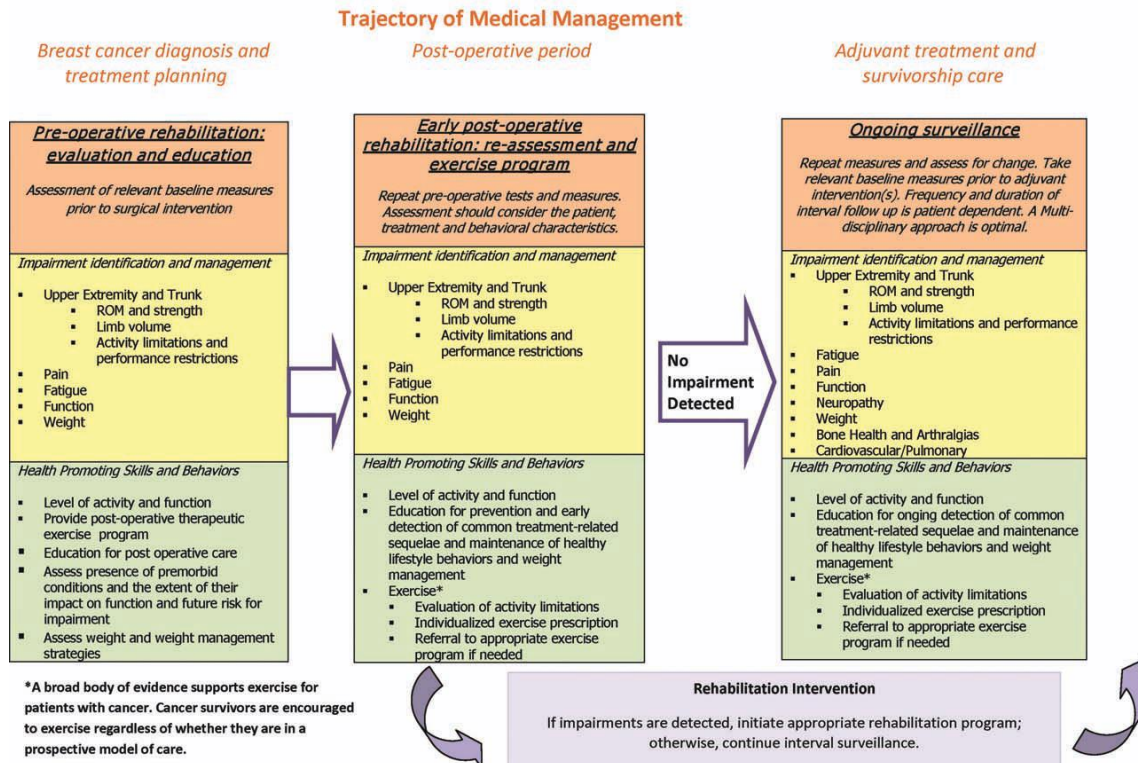 Trajectory of Medical Management
Breast cancer diagnosis and
treatment planning
Post-operative period
Adjuvant treatment and
survivorship care
Pre-operative rehabilitation:
evaluation and education
Assessment of relevant baseline measures
prior to surgical intervention
Impairment identification and management
▪ Upper Extremity and Trunk
▪ ROM and strength
▪ Limb volume
▪ Activity limitations and
performance restrictions
▪ Pain
▪ Fatigue
▪ Function
▪ Weight
Health Promoting Skills and Behaviors
▪ Level of activity and function
▪ Provide post-operative therapeutic
exercise program
▪ Education for post operative care
▪ Assess presence of premorbid
conditions and the extent of their
impact on function and future risk for
impairment
▪ Assess weight and weight management
strategies
Early post-operative
rehabilitation: re-assessment and
exercise program
Repeat pre-operative tests and measures.
Assessment should consider the patient,
treatment and behavioral characteristics.
Impairment identification and management
▪ Upper Extremity and Trunk
▪ ROM and strength
▪ Limb volume
▪ Activity limitations and
performance restrictions
▪ Pain
▪ Fatigue
▪ Function
▪ Weight
Health Promoting Skills and Behaviors
▪ Level of activity and function
▪ Education for prevention and early
detection of common treatment-related
sequelae and maintenance of healthy
lifestyle behaviors and weight
management
▪ Exercise*
▪ Evaluation of activity limitations
▪ Individualized exercise prescription
▪ Referral to appropriate exercise
program if needed
No
Impairment
Detected
Ongoing surveillance
Repeat measures and assess for change. Take
relevant baseline measures prior to adjuvant
intervention(s). Frequency and duration of
interval follow up is patient dependent. A Multi-
disciplinary approach is optimal.
Impairment identification and management
▪ Upper Extremity and Trunk
▪ ROM and strength
▪ Limb volume
▪ Activity limitations and performance
restrictions
▪ Fatigue
▪ Pain
▪ Function
▪ Neuropathy
▪ Weight
▪ Bone Health and Arthralgias
▪ Cardiovascular/Pulmonary
Health Promoting Skills and Behaviors
▪ Level of activity and function
▪ Education for onging detection of common
treatment-related sequelae and maintenance
of healthy lifestyle behaviors and weight
management
▪ Exercise*
▪ Evaluation of activity limitations
▪ Individualized exercise prescription
▪ Referral to appropriate exercise
program if needed
*A broad body of evidence supports exercise for
patients with cancer. Cancer survivors are encouraged
to exercise regardless of whether they are in a
prospective model of care.
Rehabilitation Intervention
If impairments are detected, initiate appropriate rehabilitation program;
otherwise, continue interval surveillance.